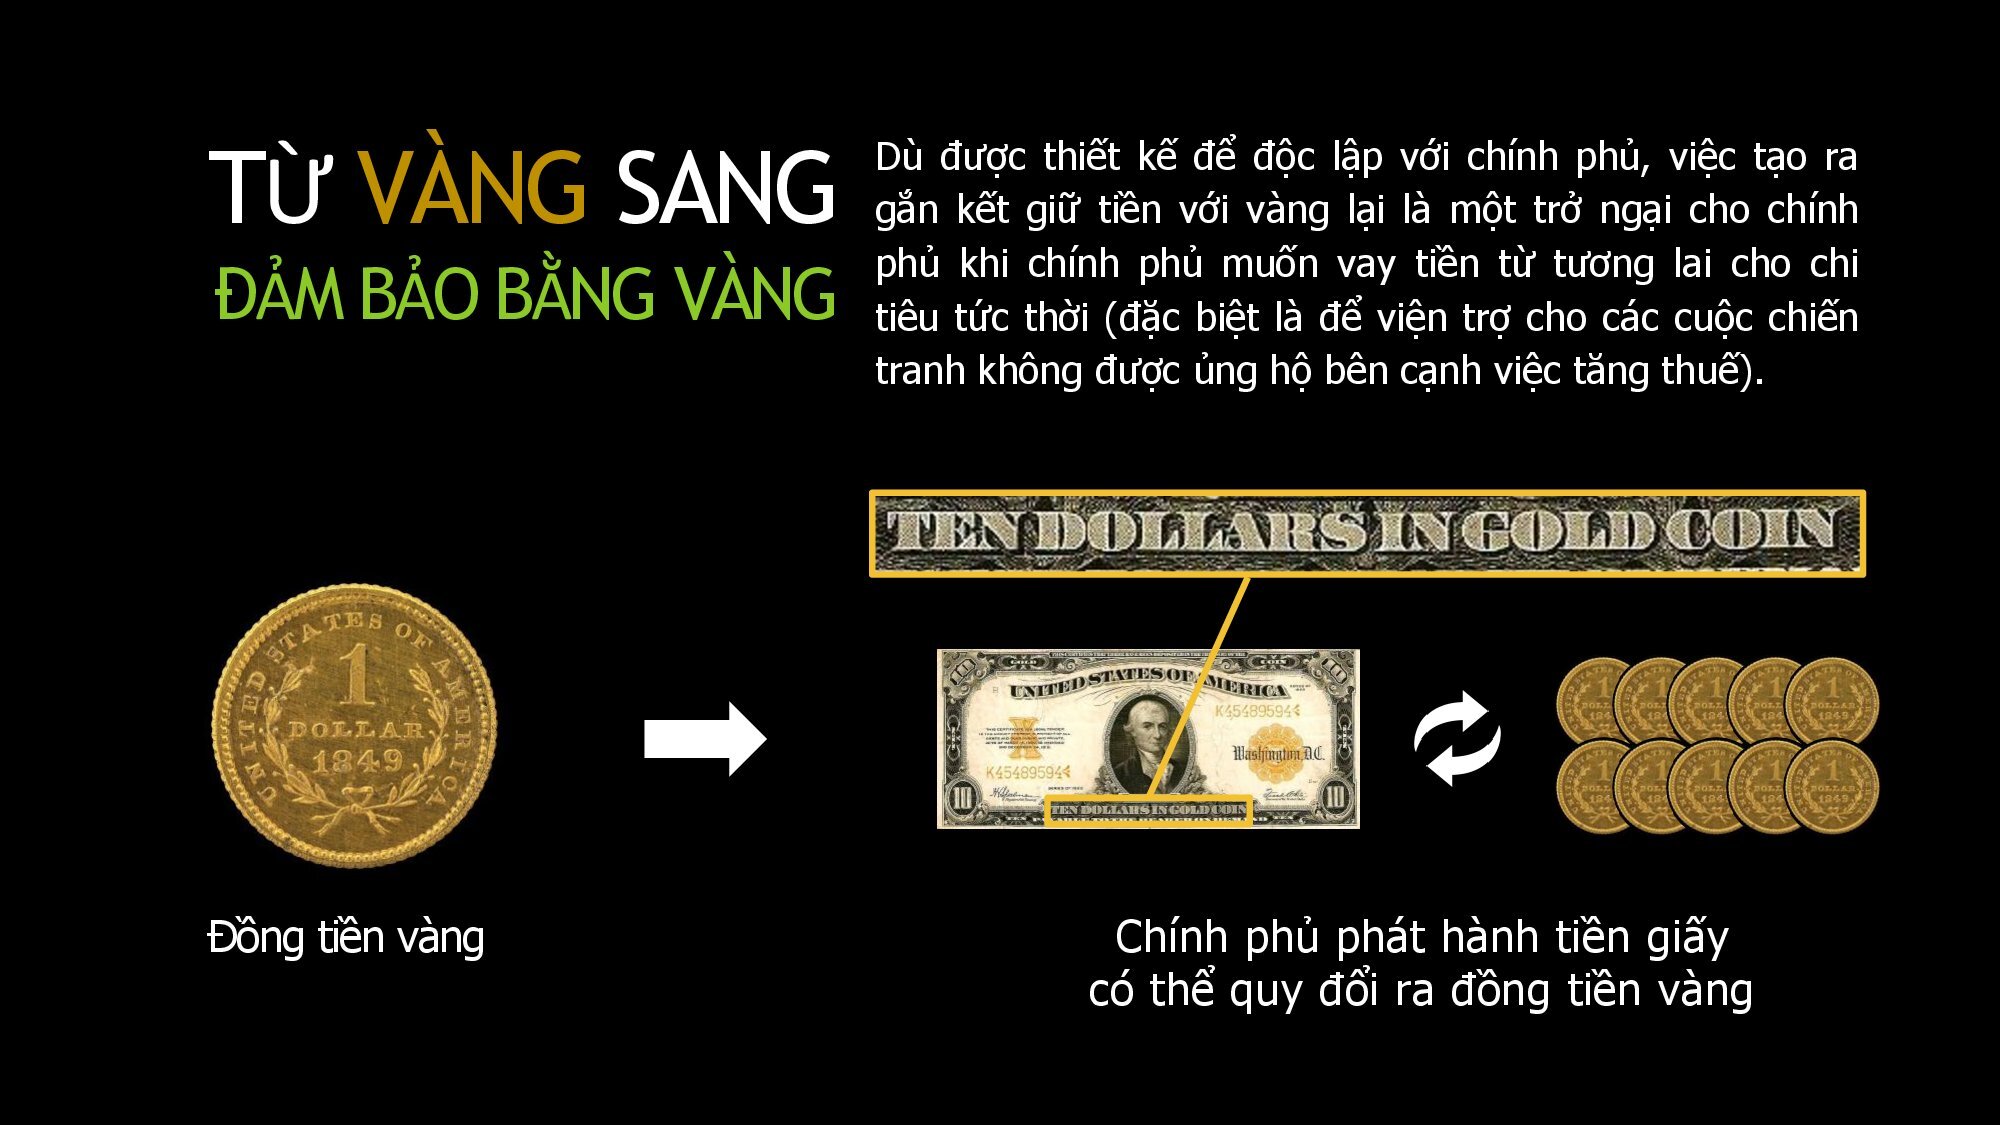 TỪ VÀNG SANG
ĐẢM BẢO BẰNG VÀNG
Dù được thiết kế để độc lập với chính phủ, việc tạo ra
gắn kết giữ tiền với vàng lại là một trở ngại cho chính
phủ khi chính phủ muốn vay tiền từ tương lai cho chi
tiêu tức thời (đặc biệt là để viện trợ cho các cuộc chiến
tranh không được ủng hộ bên cạnh việc tăng thuế).
TEN DOLLARS IN GOLD COIN
UNITED STATES OF AMERICA
1
DOLLAR
1849
GOLD
COIN
UNITED STATES OF AMERICA
K45489594
X
Washington, D.C.
K45489594
10
10
TEN DOLLARS IN GOLD COIN
Đồng tiền vàng
Chính phủ phát hành tiền giấy
có thể quy đổi ra đồng tiền vàng